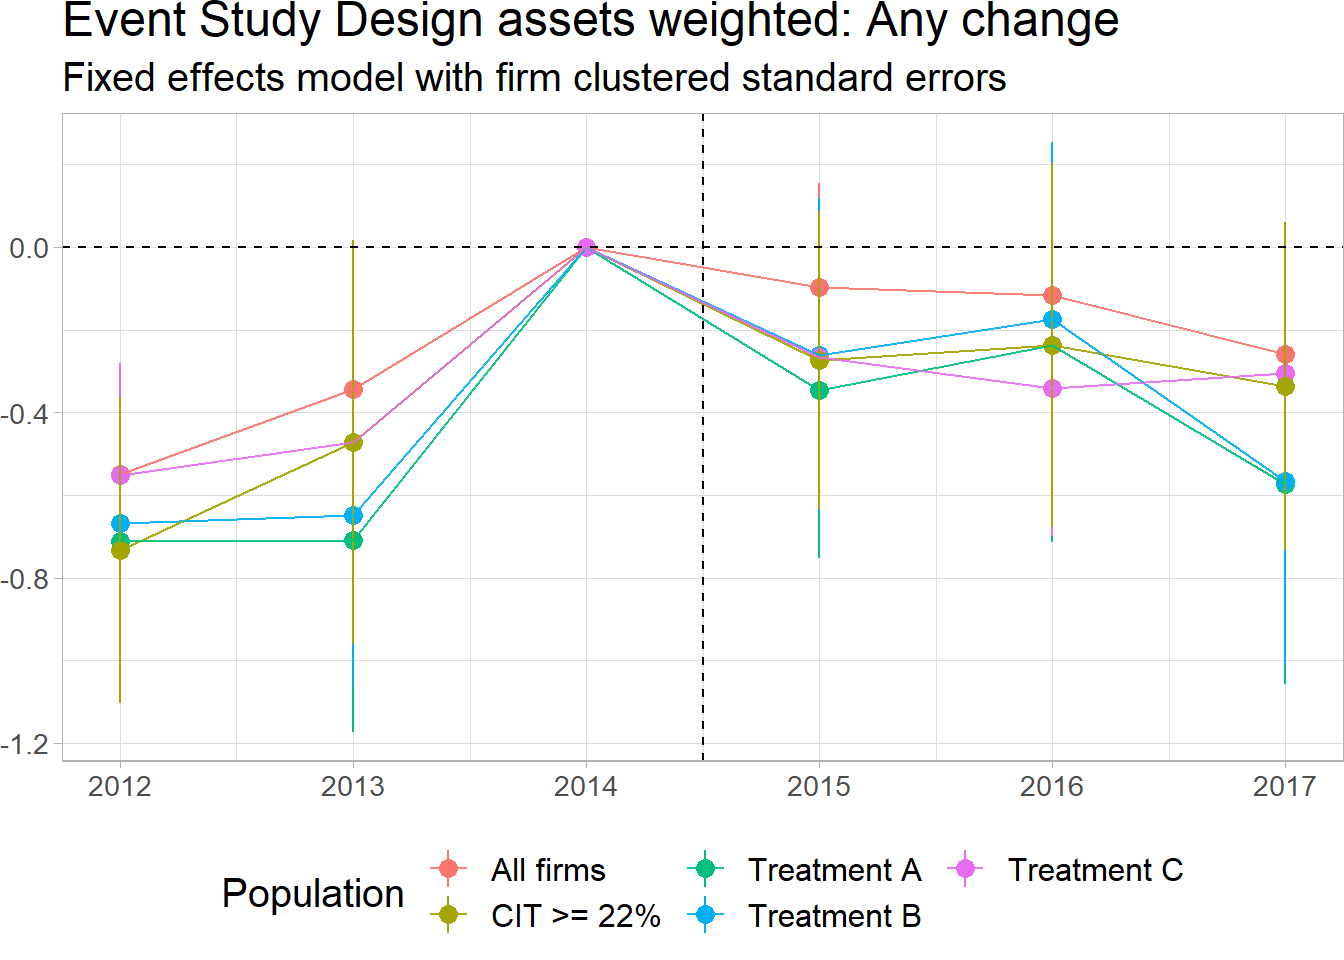 Event Study Design assets weighted: Any change
Fixed effects model with firm clustered standard errors
0.0
-0.4
-0.8
-1.2
2012 2013 2014 2015 2016 2017
Population
All firms Treatment A Treatment C
CIT >= 22% Treatment B